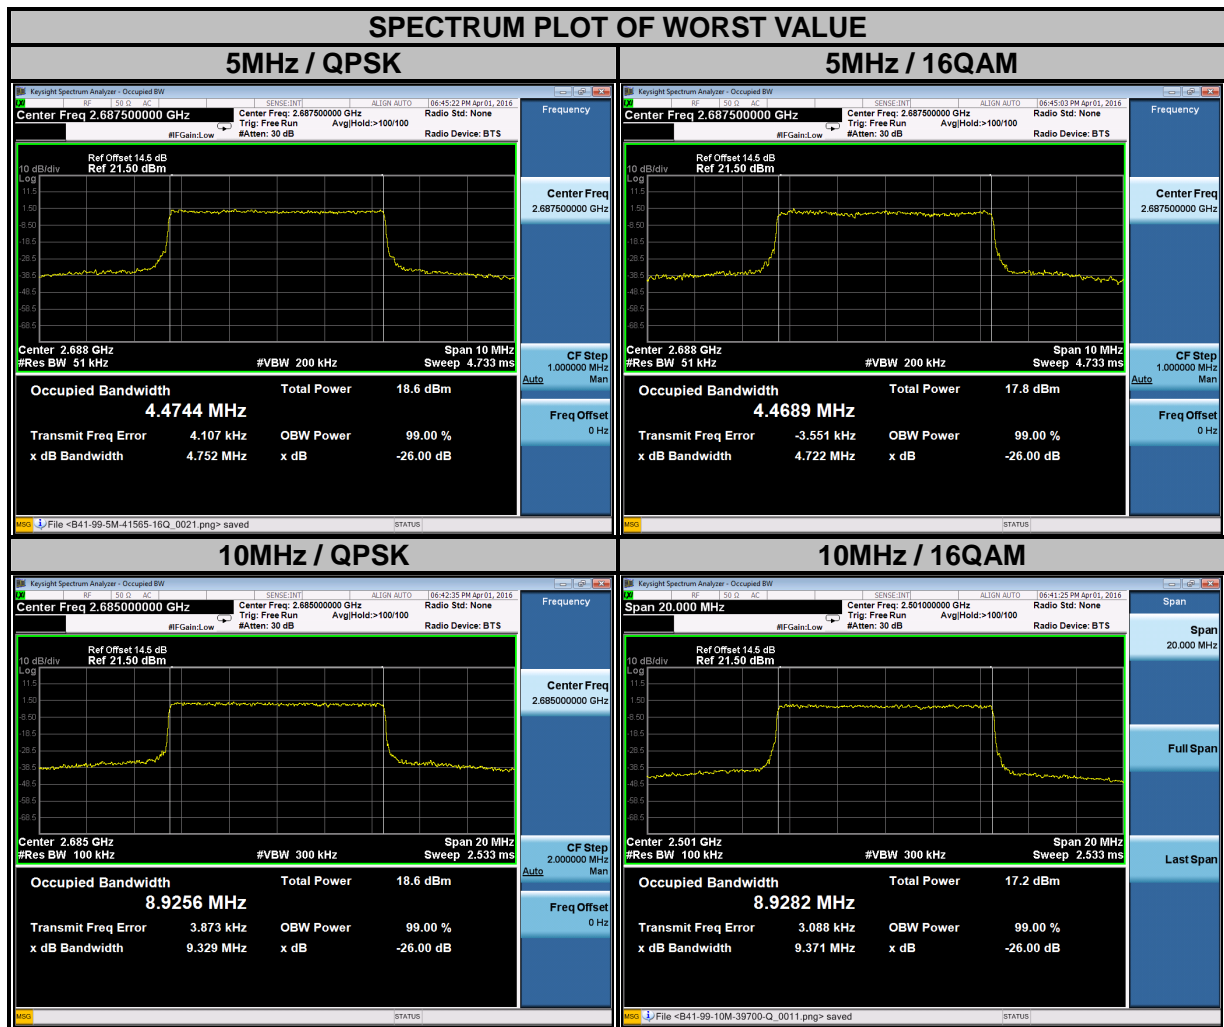 SPECTRUM PLOT OF WORST VALUE
5MHz / QPSK
Keysight Spectrum Analyzer - Occupied BW
RF 50 Ω AC SENSE:INT ALIGN AUTO 06:45:22 PM Apr 01, 2016
Center Freq 2.687500000 GHz
Center Freq: 2.687500000 GHz Radio Std: None
Trig: Free Run Avg|Hold:>100/100
#IFGain:Low #Atten: 30 dB Radio Device: BTS
Ref Offset 14.5 dB
10 dB/div Ref 21.50 dBm
Log
11.5
1.50
-8.50
-18.5
-28.5
-38.5
-48.5
-58.5
-68.5
Center 2.688 GHz Span 10 MHz
#Res BW 51 kHz #VBW 200 kHz Sweep 4.733 ms
Occupied Bandwidth Total Power 18.6 dBm
4.4744 MHz
Transmit Freq Error 4.107 kHz OBW Power 99.00 %
x dB Bandwidth 4.752 MHz x dB -26.00 dB
Frequency
Center Freq
2.687500000 GHz
CF Step
1.000000 MHz
Auto Man
Freq Offset
0 Hz
MSG File <B41-99-5M-41565-16Q_0021.png> saved STATUS
5MHz / 16QAM
Keysight Spectrum Analyzer - Occupied BW
RF 50 Ω AC SENSE:INT ALIGN AUTO 06:45:03 PM Apr 01, 2016
Center Freq 2.687500000 GHz
Center Freq: 2.687500000 GHz Radio Std: None
Trig: Free Run Avg|Hold:>100/100
#IFGain:Low #Atten: 30 dB Radio Device: BTS
Ref Offset 14.5 dB
10 dB/div Ref 21.50 dBm
Log
11.5
1.50
-8.50
-18.5
-28.5
-38.5
-48.5
-58.5
-68.5
Center 2.688 GHz Span 10 MHz
#Res BW 51 kHz #VBW 200 kHz Sweep 4.733 ms
Occupied Bandwidth Total Power 17.8 dBm
4.4689 MHz
Transmit Freq Error -3.551 kHz OBW Power 99.00 %
x dB Bandwidth 4.722 MHz x dB -26.00 dB
Frequency
Center Freq
2.687500000 GHz
CF Step
1.000000 MHz
Auto Man
Freq Offset
0 Hz
MSG STATUS
10MHz / QPSK
Keysight Spectrum Analyzer - Occupied BW
RF 50 Ω AC SENSE:INT ALIGN AUTO 06:42:35 PM Apr 01, 2016
Center Freq 2.685000000 GHz
Center Freq: 2.685000000 GHz Radio Std: None
Trig: Free Run Avg|Hold:>100/100
#IFGain:Low #Atten: 30 dB Radio Device: BTS
Ref Offset 14.5 dB
10 dB/div Ref 21.50 dBm
Log
11.5
1.50
-8.50
-18.5
-28.5
-38.5
-48.5
-58.5
-68.5
Center 2.685 GHz Span 20 MHz
#Res BW 100 kHz #VBW 300 kHz Sweep 2.533 ms
Occupied Bandwidth Total Power 18.6 dBm
8.9256 MHz
Transmit Freq Error 3.873 kHz OBW Power 99.00 %
x dB Bandwidth 9.329 MHz x dB -26.00 dB
Frequency
Center Freq
2.685000000 GHz
CF Step
2.000000 MHz
Auto Man
Freq Offset
0 Hz
MSG STATUS
10MHz / 16QAM
Keysight Spectrum Analyzer - Occupied BW
RF 50 Ω AC SENSE:INT ALIGN AUTO 06:41:25 PM Apr 01, 2016
Span 20.000 MHz
Center Freq: 2.501000000 GHz Radio Std: None
Trig: Free Run Avg|Hold:>100/100
#IFGain:Low #Atten: 30 dB Radio Device: BTS
Ref Offset 14.5 dB
10 dB/div Ref 21.50 dBm
Log
11.5
1.50
-8.50
-18.5
-28.5
-38.5
-48.5
-58.5
-68.5
Center 2.501 GHz Span 20 MHz
#Res BW 100 kHz #VBW 300 kHz Sweep 2.533 ms
Occupied Bandwidth Total Power 17.2 dBm
8.9282 MHz
Transmit Freq Error 3.088 kHz OBW Power 99.00 %
x dB Bandwidth 9.371 MHz x dB -26.00 dB
Span
Span
20.000 MHz
Full Span
Last Span
MSG File <B41-99-10M-39700-Q_0011.png> saved STATUS